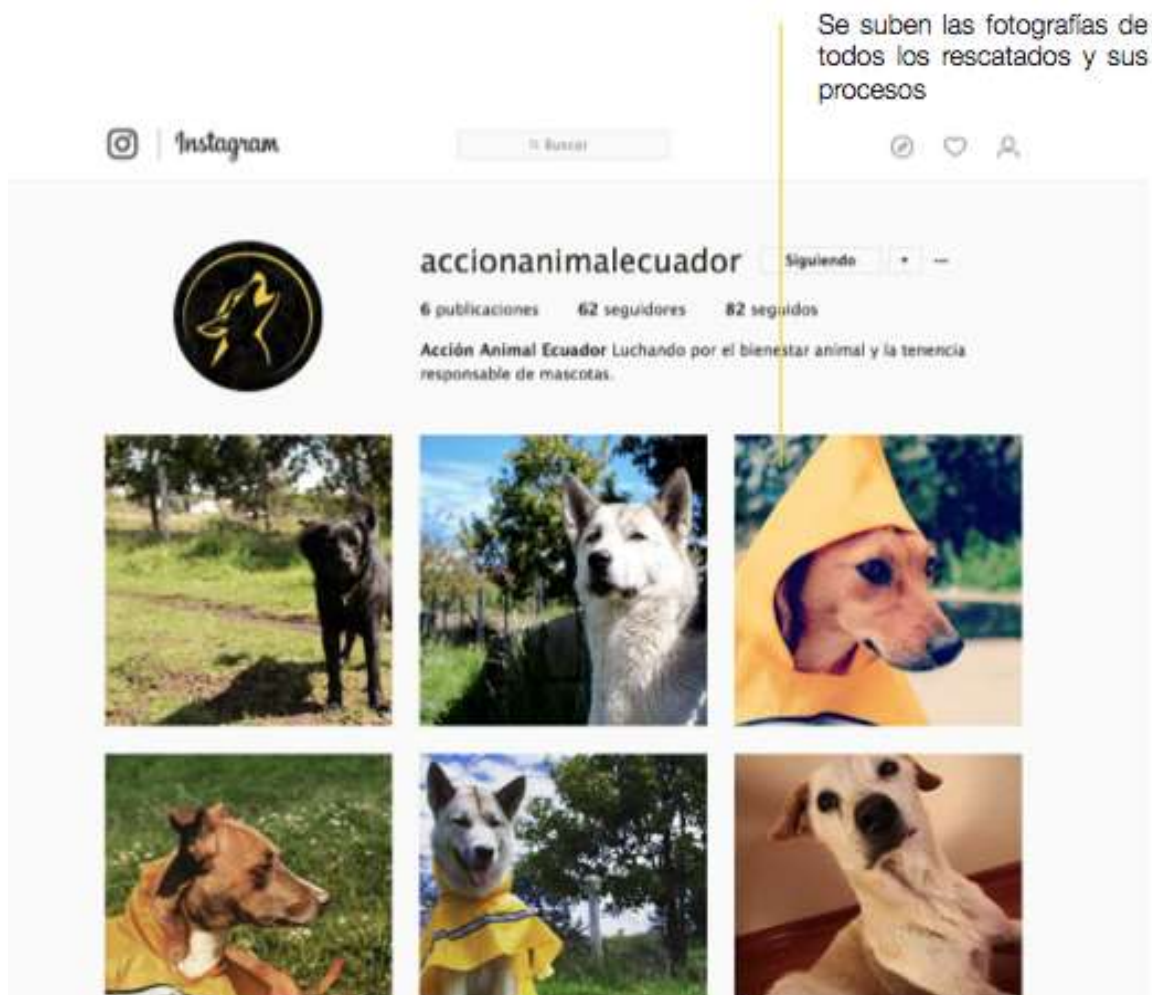 Se suben las fotografías de
todos los rescatados y sus
procesos
Instagram
Buscar
accionanimalecuador Siguiendo
6 publicaciones 62 seguidores 82 seguidos
Acción Animal Ecuador Luchando por el bienestar animal y la tenencia
responsable de mascotas.